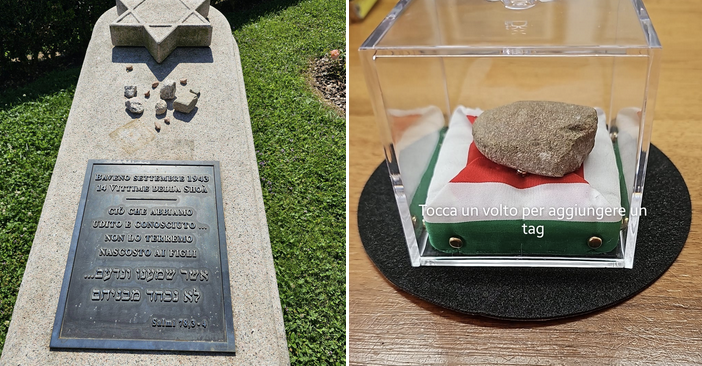 BAVENO SETTEMBRE 1943
14 VITTIME DELLA SHOÀ
CIÒ CHE ABBIAMO
UDITO E CONOSCIUTO ...
NON LO TERREMO
NASCOSTO AI FIGLI
אשר שמענו ונדעם...
לא נכחד מבניהם
Salmi 78,3-4
Tocca un volto per aggiungere un
tag